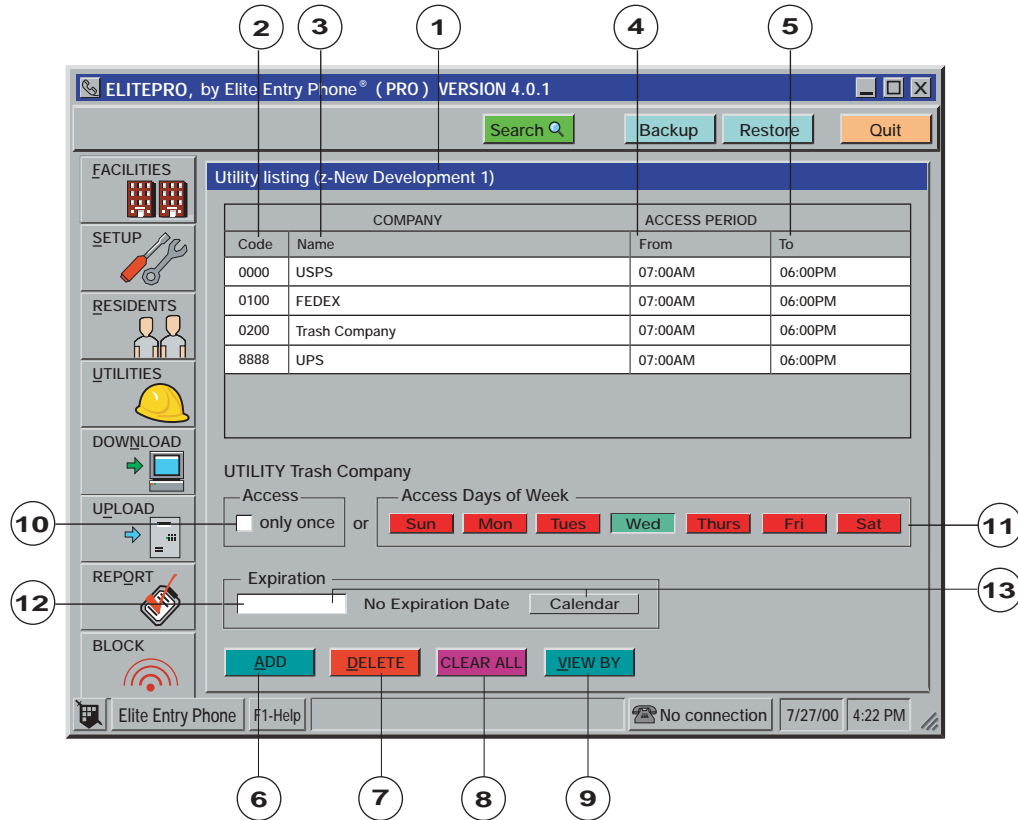 2 3 1 4 5
ELITEPRO, by Elite Entry Phone® (PRO) VERSION 4.0.1
Search Backup Restore Quit
FACILITIES
SETUP
RESIDENTS
UTILITIES
DOWNLOAD
UPLOAD
REPORT
BLOCK
Utility listing (z-New Development 1)
COMPANY ACCESS PERIOD
Code Name From To
0000 USPS 07:00AM 06:00PM
0100 FEDEX 07:00AM 06:00PM
0200 Trash Company 07:00AM 06:00PM
8888 UPS 07:00AM 06:00PM
UTILITY Trash Company
Access Access Days of Week
10 only once or Sun Mon Tues Wed Thurs Fri Sat 11
Expiration
12 No Expiration Date Calendar 13
ADD DELETE CLEAR ALL VIEW BY
Elite Entry Phone F1-Help No connection 7/27/00 4:22 PM
6 7 8 9